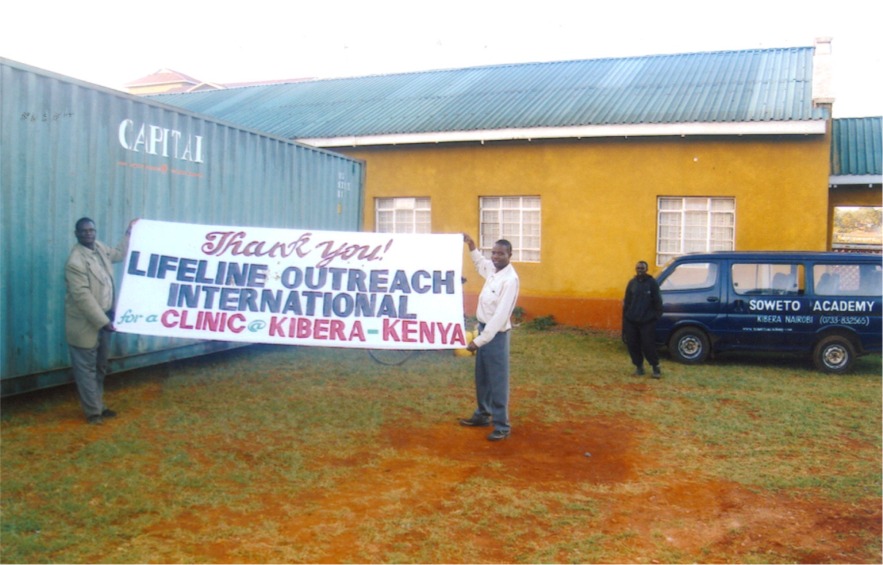 CAPITAL
Thank you!
LIFELINE OUTREACH
INTERNATIONAL
for a CLINIC @ KIBERA-KENYA
SOWETO ACADEMY
KIBERA NAIROBI (0733-832565)